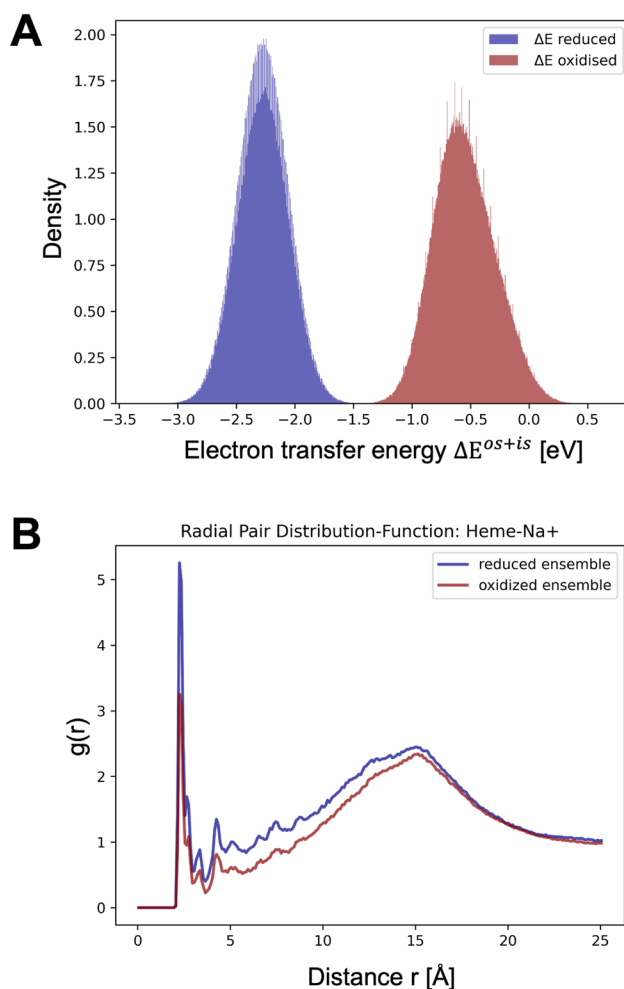 A
2.00
1.75
1.50
1.25
1.00
0.75
0.50
0.25
0.00
Density
ΔE reduced
ΔE oxidised
−3.5 −3.0 −2.5 −2.0 −1.5 −1.0 −0.5 0.0 0.5
Electron transfer energy ΔE^{os+is} [eV]
B
Radial Pair Distribution-Function: Heme-Na+
reduced ensemble
oxidized ensemble
5
4
3
2
1
0
g(r)
0 5 10 15 20 25
Distance r [Å]